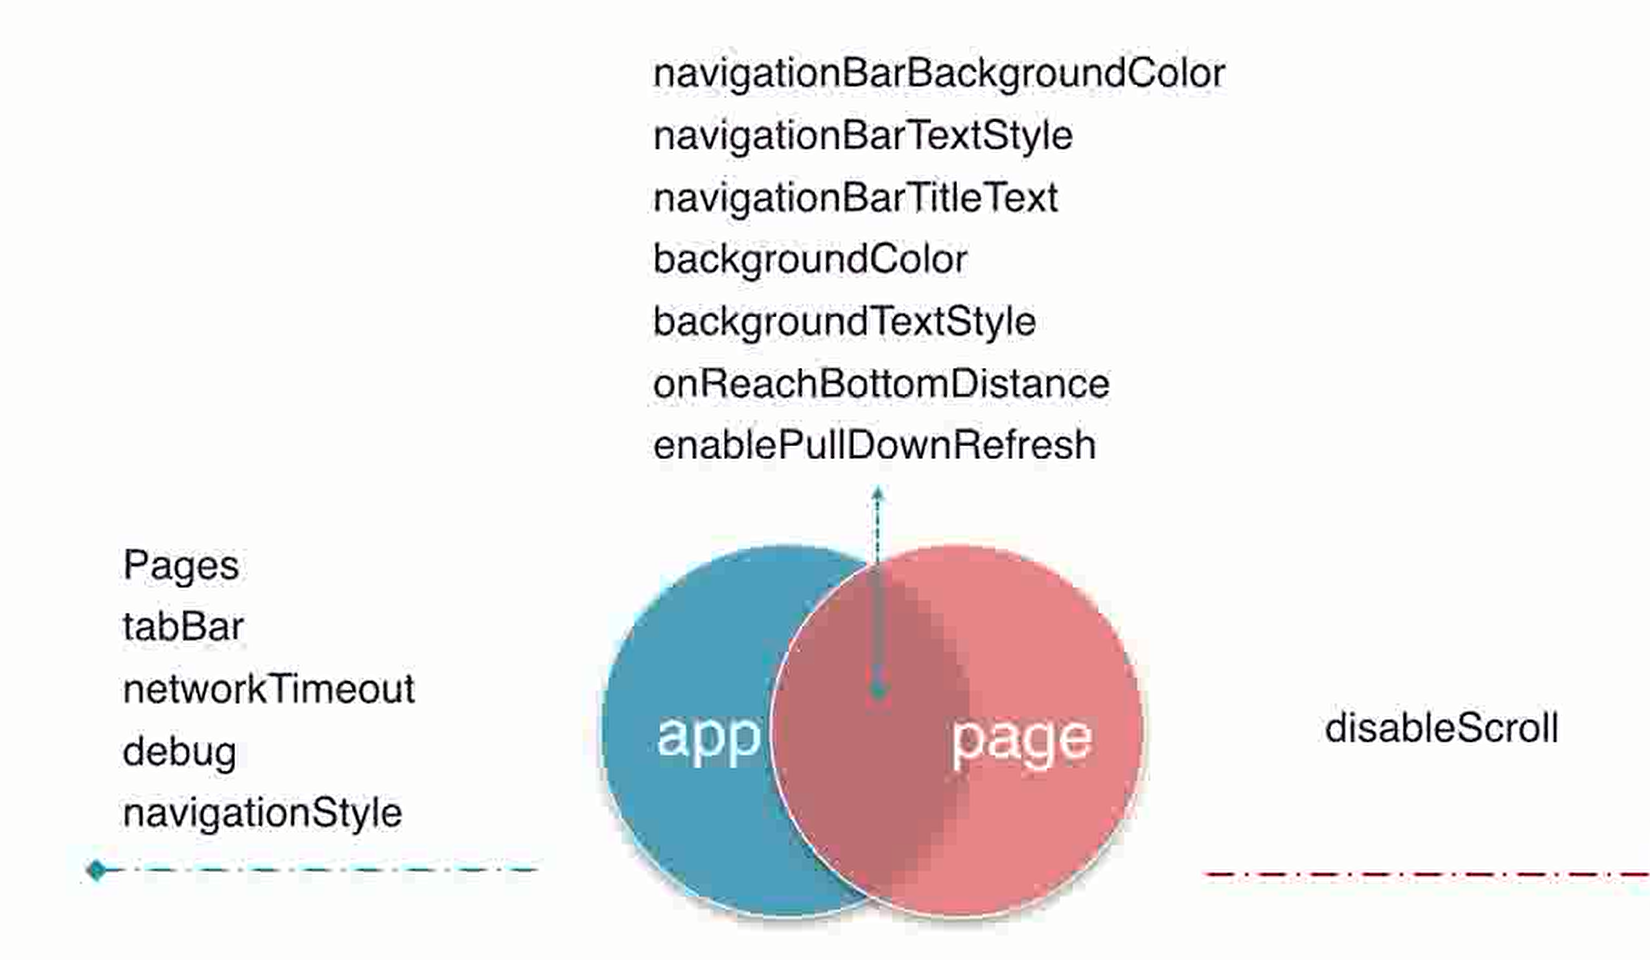 navigationBarBackgroundColor
navigationBarTextStyle
navigationBarTitleText
backgroundColor
backgroundTextStyle
onReachBottomDistance
enablePullDownRefresh
Pages
tabBar
networkTimeout
debug
navigationStyle
app
page
disableScroll